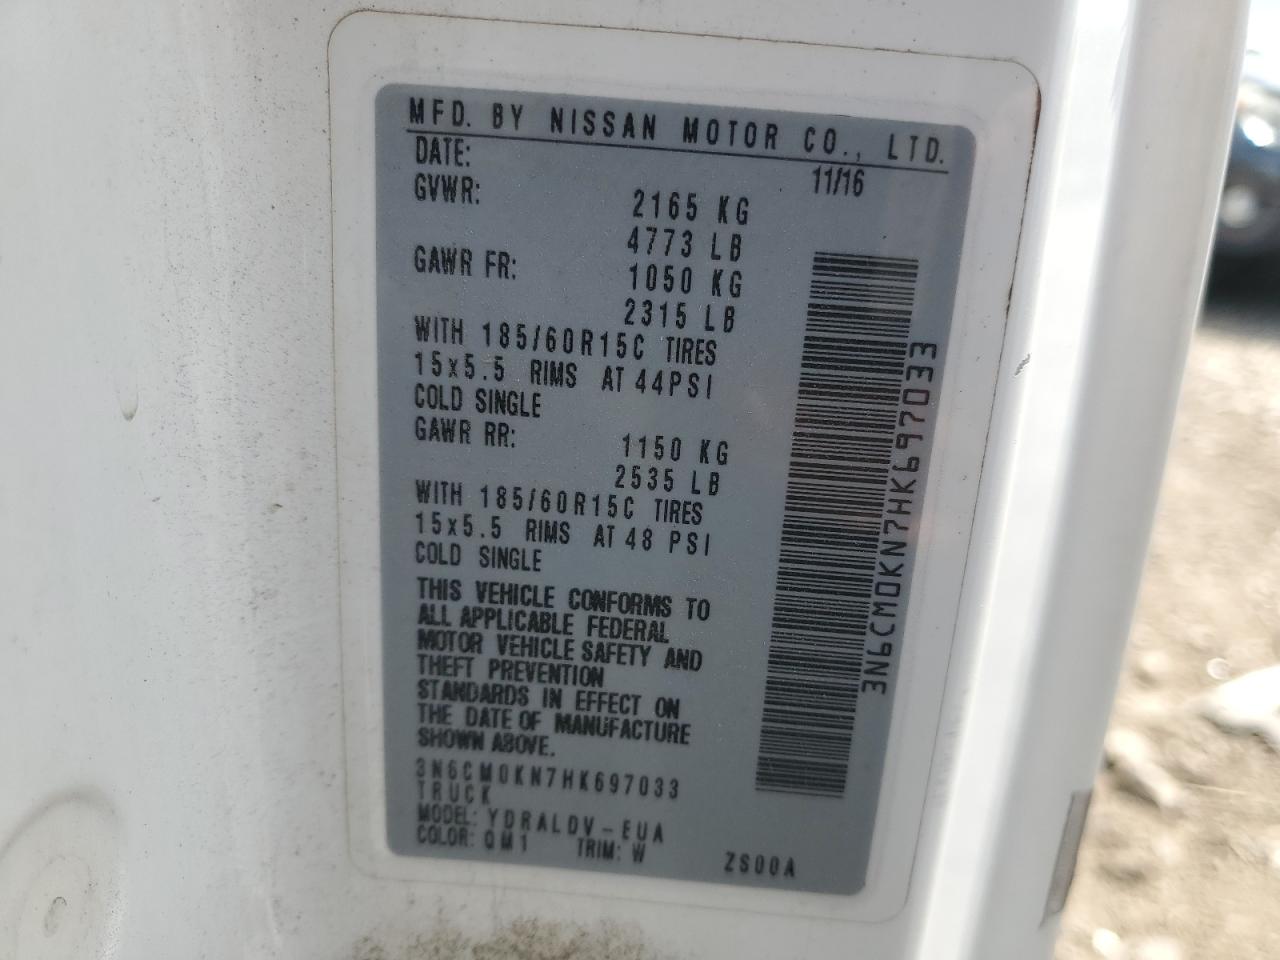 MFD. BY NISSAN MOTOR CO., LTD.
DATE: 11/16
GVWR: 2165 KG
4773 LB
GAWR FR: 1050 KG
2315 LB
WITH 185/60R15C TIRES
15x5.5 RIMS AT 44PSI
COLD SINGLE
GAWR RR: 1150 KG
2535 LB
WITH 185/60R15C TIRES
15x5.5 RIMS AT 48 PSI
COLD SINGLE
THIS VEHICLE CONFORMS TO
ALL APPLICABLE FEDERAL
MOTOR VEHICLE SAFETY AND
THEFT PREVENTION
STANDARDS IN EFFECT ON
THE DATE OF MANUFACTURE
SHOWN ABOVE.
3N6CM0KN7HK697033
TRUCK
MODEL: YDRALDV-EUA
COLOR: QM1 TRIM: W ZS00A
3N6CM0KN7HK697033